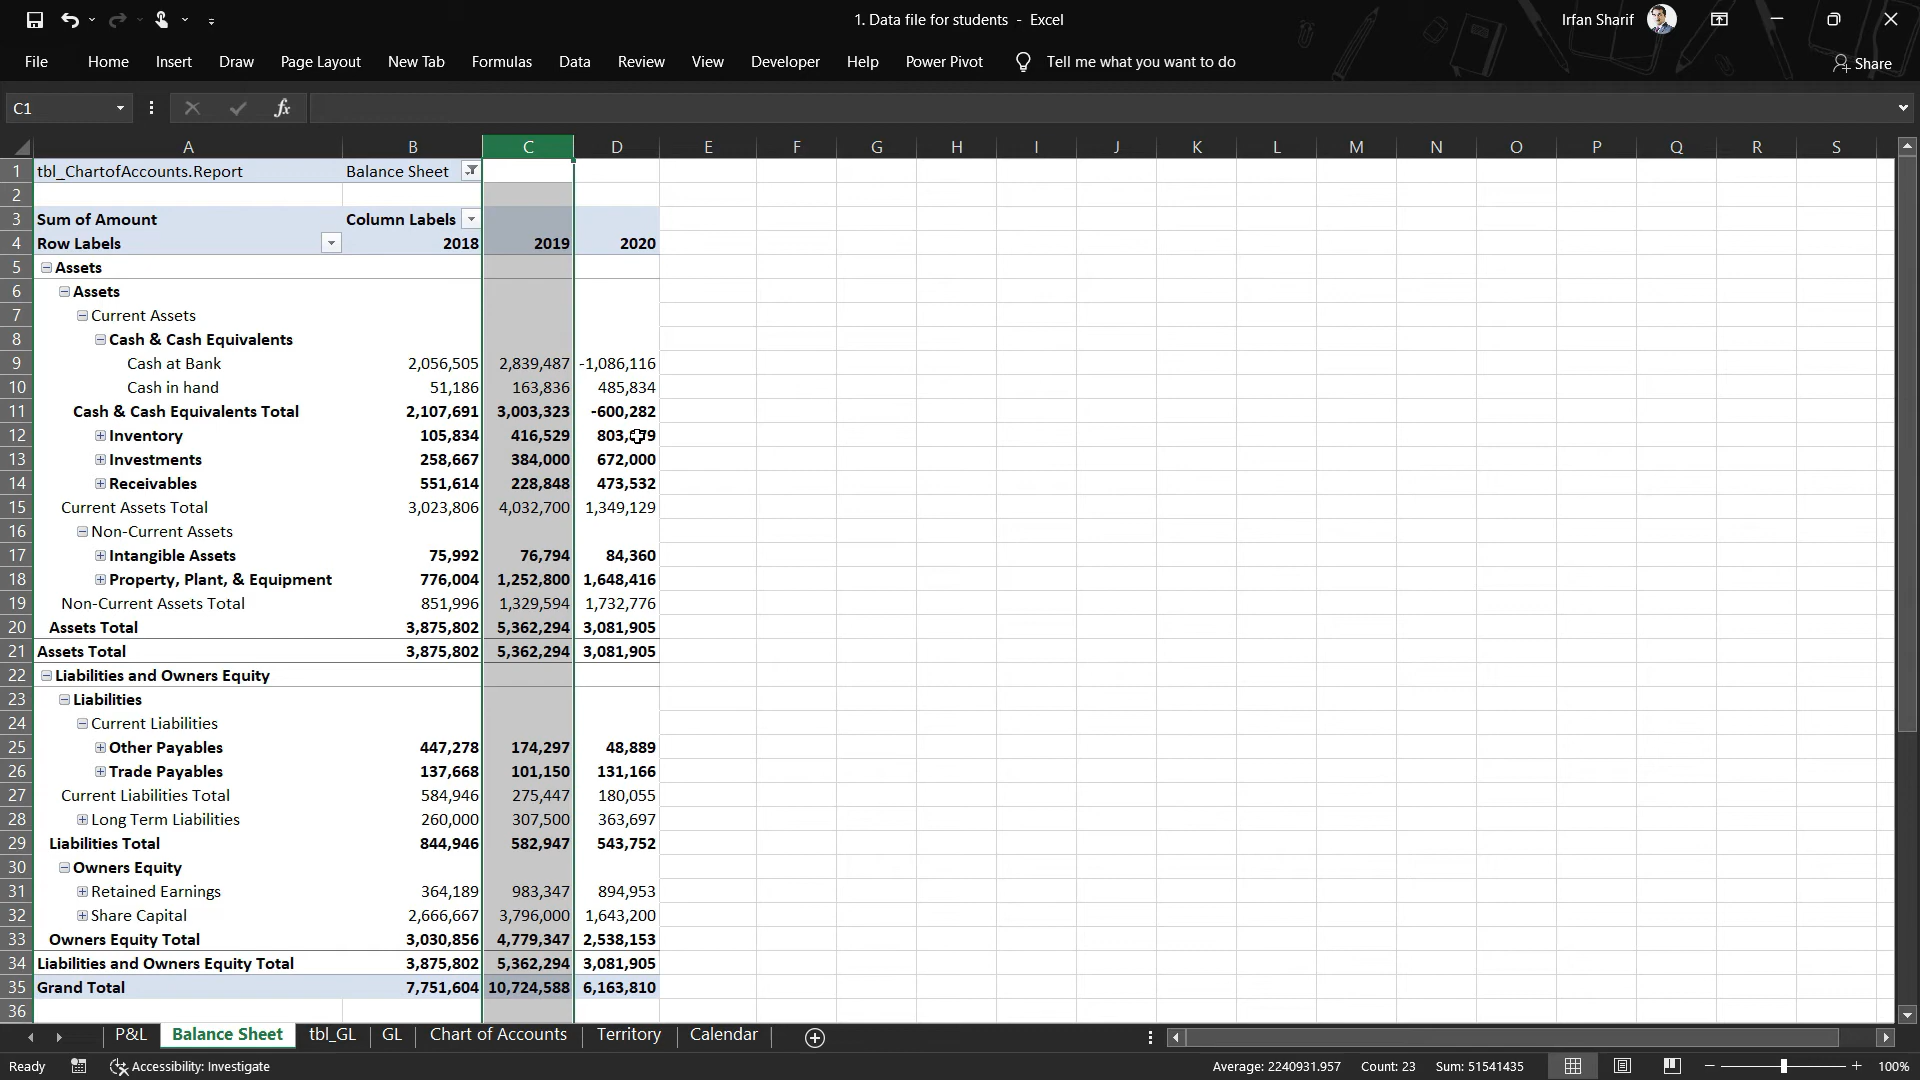 1. Data file for students - Excel
Irfan Sharif
File Home Insert Draw Page Layout New Tab Formulas Data Review View Developer Help Power Pivot Tell me what you want to do Share
C1 fx
A B C D E F G H I J K L M N O P Q R S
1 tbl_ChartofAccounts.Report Balance Sheet
2
3 Sum of Amount Column Labels
4 Row Labels 2018 2019 2020
5 Assets
6 Assets
7 Current Assets
8 Cash & Cash Equivalents
9 Cash at Bank 2,056,505 2,839,487 -1,086,116
10 Cash in hand 51,186 163,836 485,834
11 Cash & Cash Equivalents Total 2,107,691 3,003,323 -600,282
12 Inventory 105,834 416,529
13 Investments 258,667 384,000 672,000
14 Receivables 551,614 228,848 473,532
15 Current Assets Total 3,023,806 4,032,700 1,349,129
16 Non-Current Assets
17 Intangible Assets 75,992 76,794 84,360
18 Property, Plant, & Equipment 776,004 1,252,800 1,648,416
19 Non-Current Assets Total 851,996 1,329,594 1,732,776
20 Assets Total 3,875,802 5,362,294 3,081,905
21 Assets Total 3,875,802 5,362,294 3,081,905
22 Liabilities and Owners Equity
23 Liabilities
24 Current Liabilities
25 Other Payables 447,278 174,297 48,889
26 Trade Payables 137,668 101,150 131,166
27 Current Liabilities Total 584,946 275,447 180,055
28 Long Term Liabilities 260,000 307,500 363,697
29 Liabilities Total 844,946 582,947 543,752
30 Owners Equity
31 Retained Earnings 364,189 983,347 894,953
32 Share Capital 2,666,667 3,796,000 1,643,200
33 Owners Equity Total 3,030,856 4,779,347 2,538,153
34 Liabilities and Owners Equity Total 3,875,802 5,362,294 3,081,905
35 Grand Total 7,751,604 10,724,588 6,163,810
36
P&L Balance Sheet tbl_GL GL Chart of Accounts Territory Calendar
Ready Accessibility: Investigate Average: 2240931.957 Count: 23 Sum: 51541435 100%